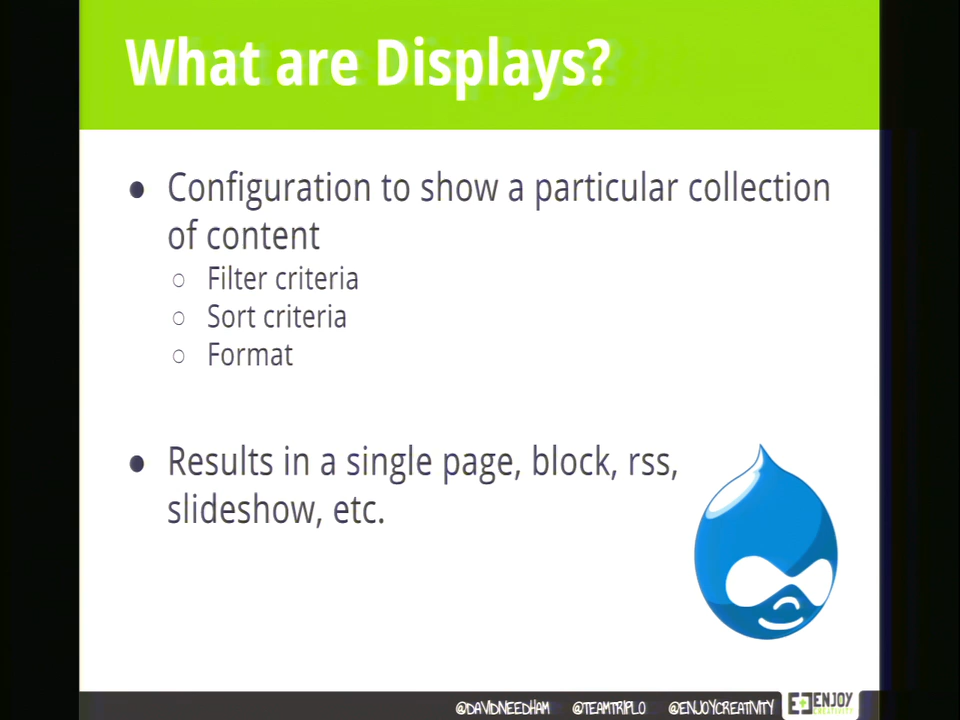 What are Displays?
Configuration to show a particular collection
of content
Filter criteria
Sort criteria
Format
Results in a single page, block, rss,
slideshow, etc.
@DAVIDNEEDHAM @TEAMTRIPLO @ENJOYCREATIVITY ENJOY
CREATIVITY